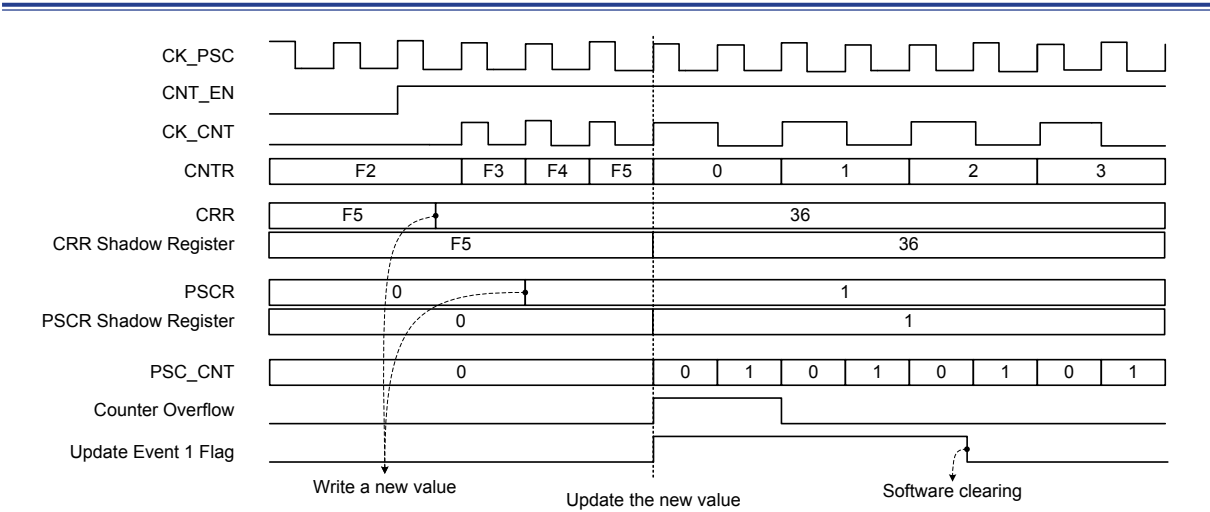 CK_PSC
CNT_EN
CK_CNT
CNTR F2 F3 F4 F5 0 1 2 3
CRR F5 36
CRR Shadow Register F5 36
PSCR 0 1
PSCR Shadow Register 0 1
PSC_CNT 0 0 1 0 1 0 1 0 1
Counter Overflow
Update Event 1 Flag
Write a new value Update the new value Software clearing